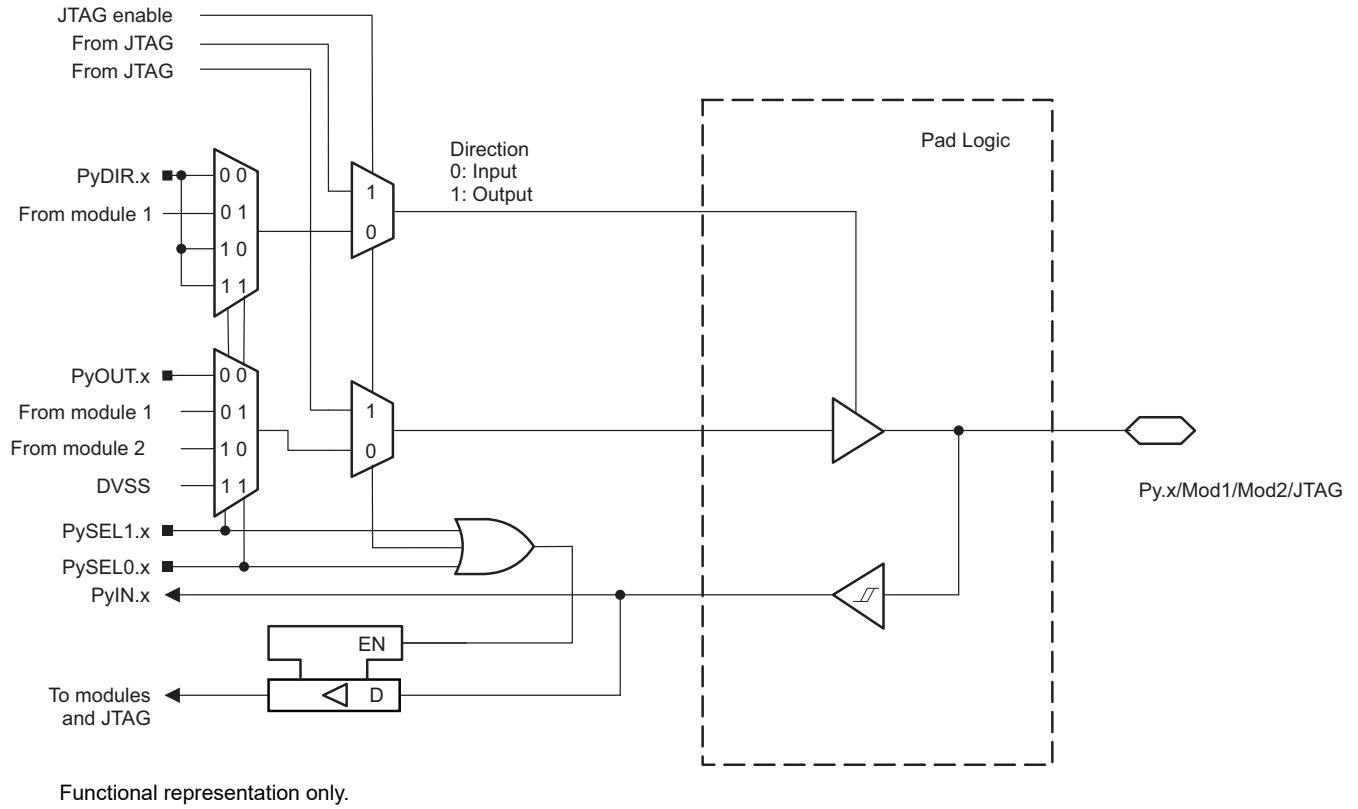 JTAG enable
From JTAG
From JTAG
Direction
0: Input
1: Output
Pad Logic
PyDIR.x
0 0
1
From module 1
0 1
0
1 0
1 1
PyOUT.x
0 0
From module 1
0 1
1
From module 2
1 0
0
DVSS
1 1
Py.x/Mod1/Mod2/JTAG
PySEL1.x
PySEL0.x
PyIN.x
EN
To modules
and JTAG
D
Functional representation only.